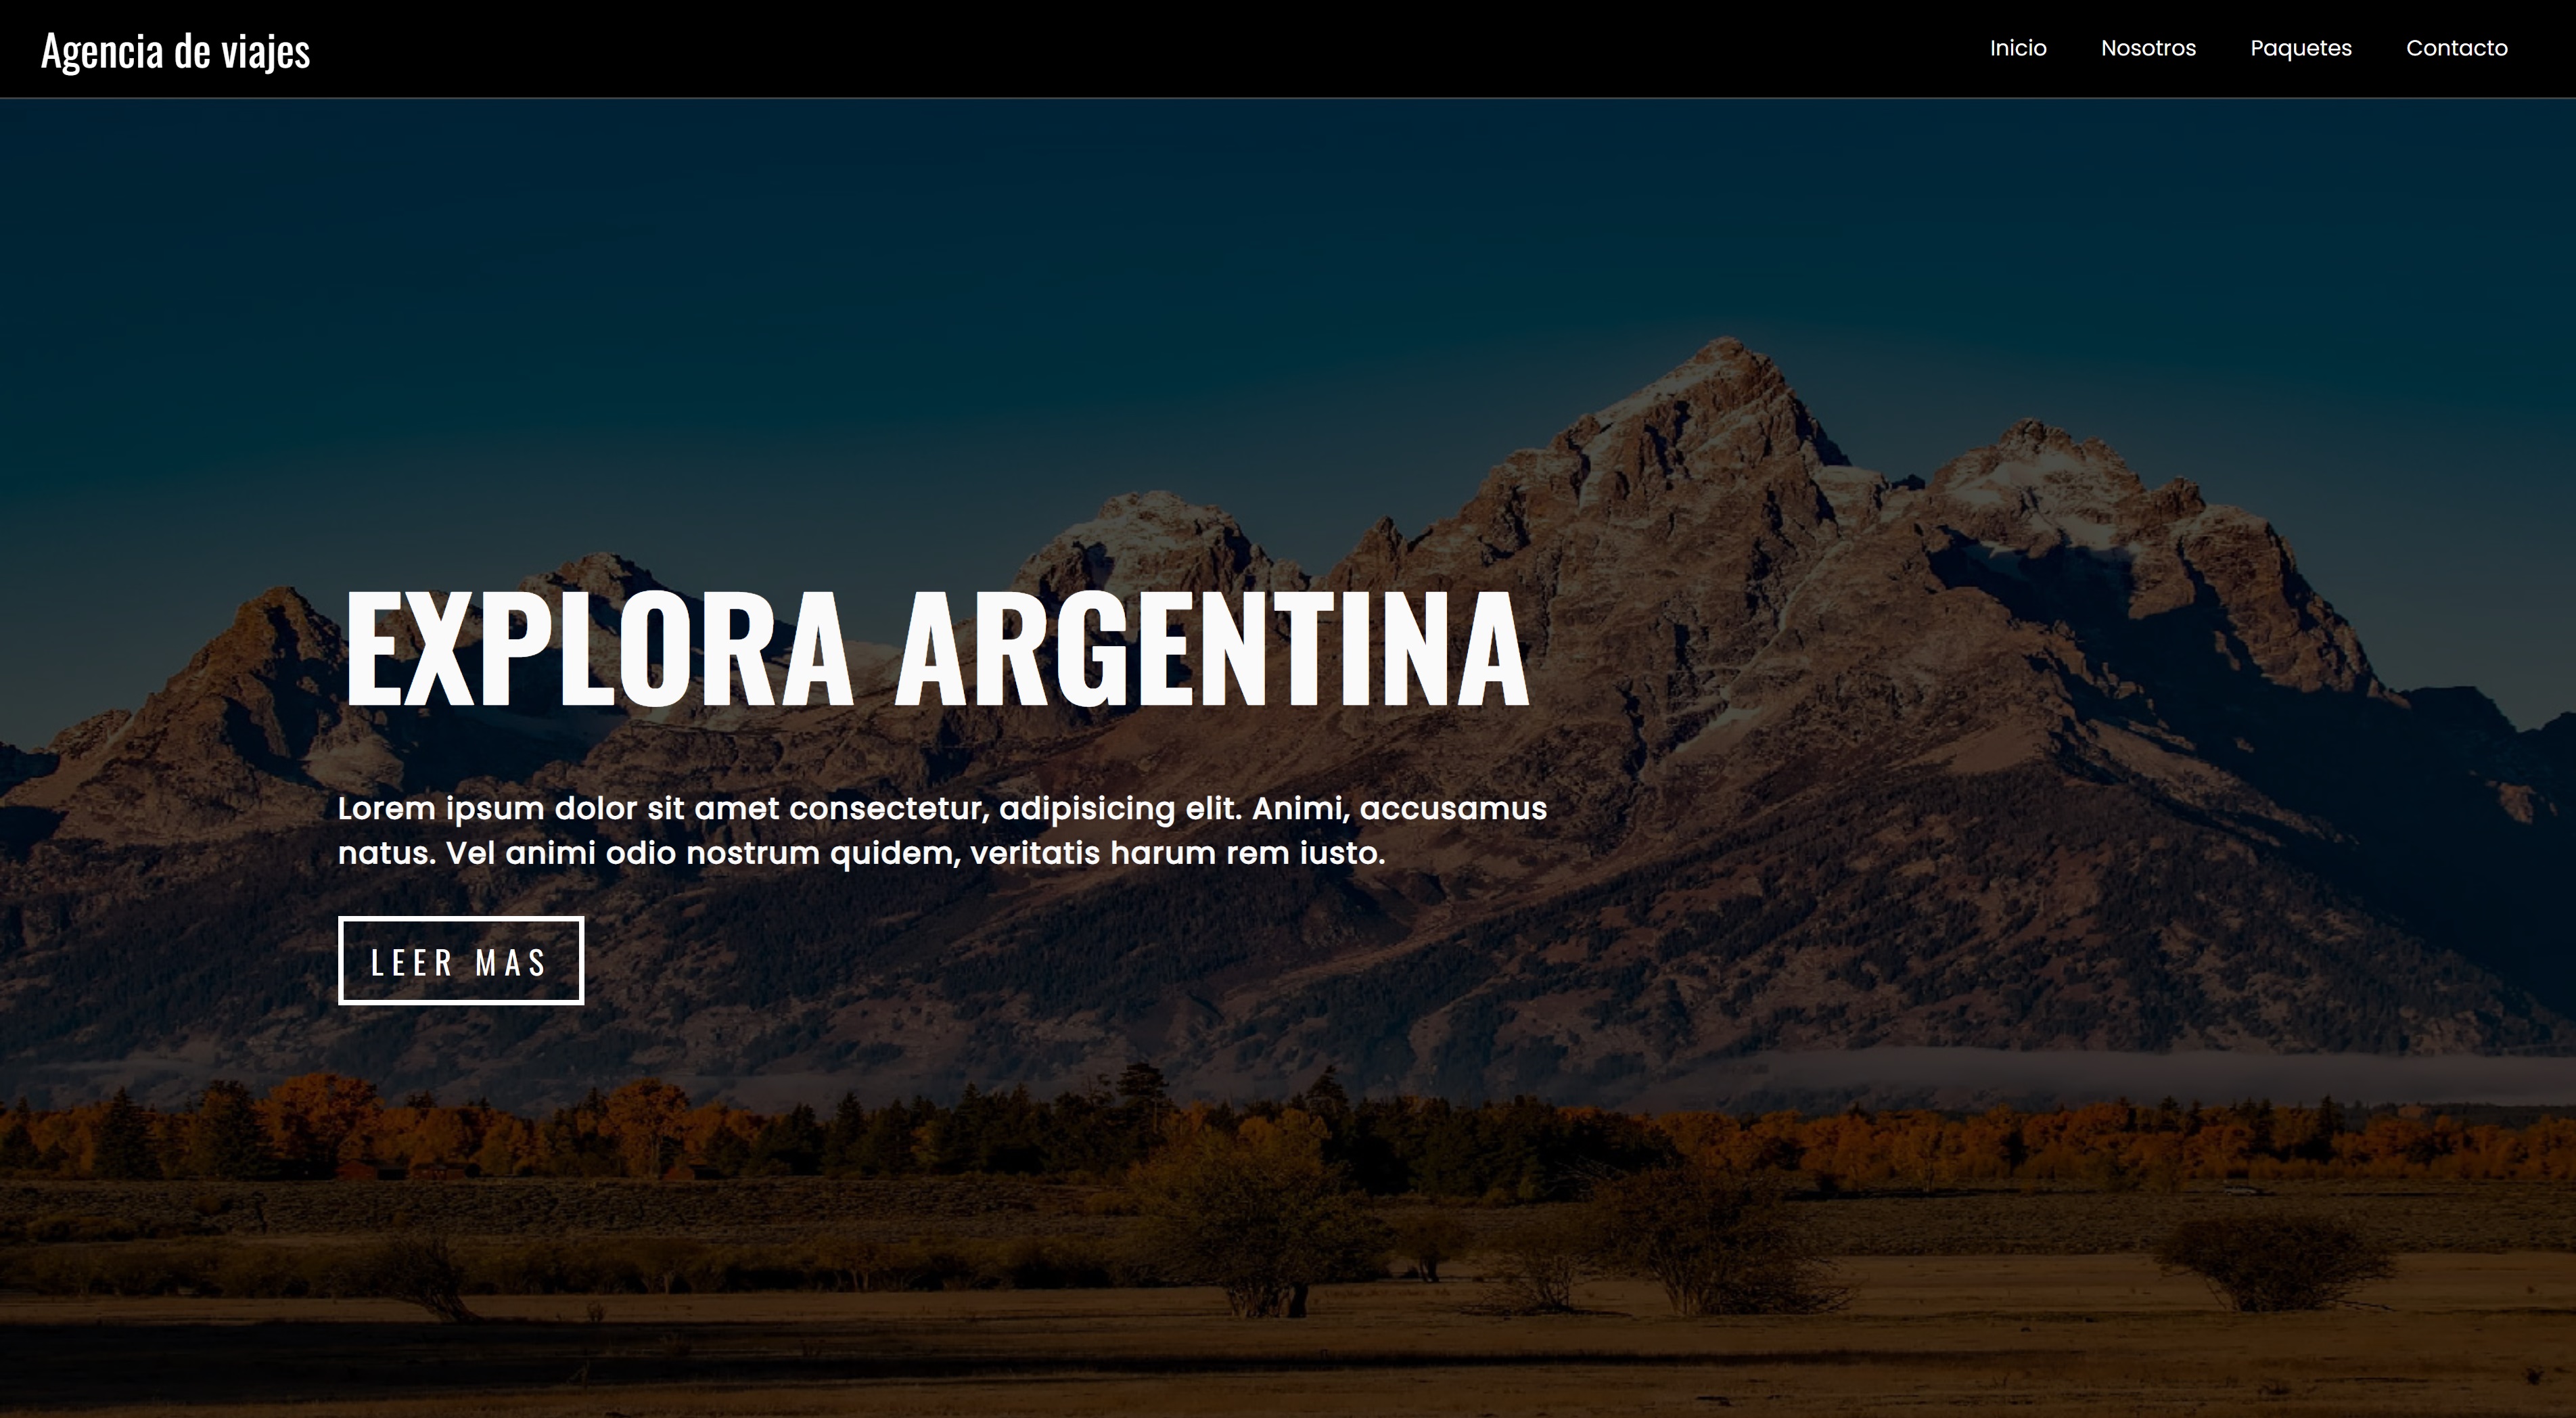 Agencia de viajes
Inicio Nosotros Paquetes Contacto
EXPLORA ARGENTINA
Lorem ipsum dolor sit amet consectetur, adipisicing elit. Animi, accusamus
natus. Vel animi odio nostrum quidem, veritatis harum rem iusto.
LEER MAS